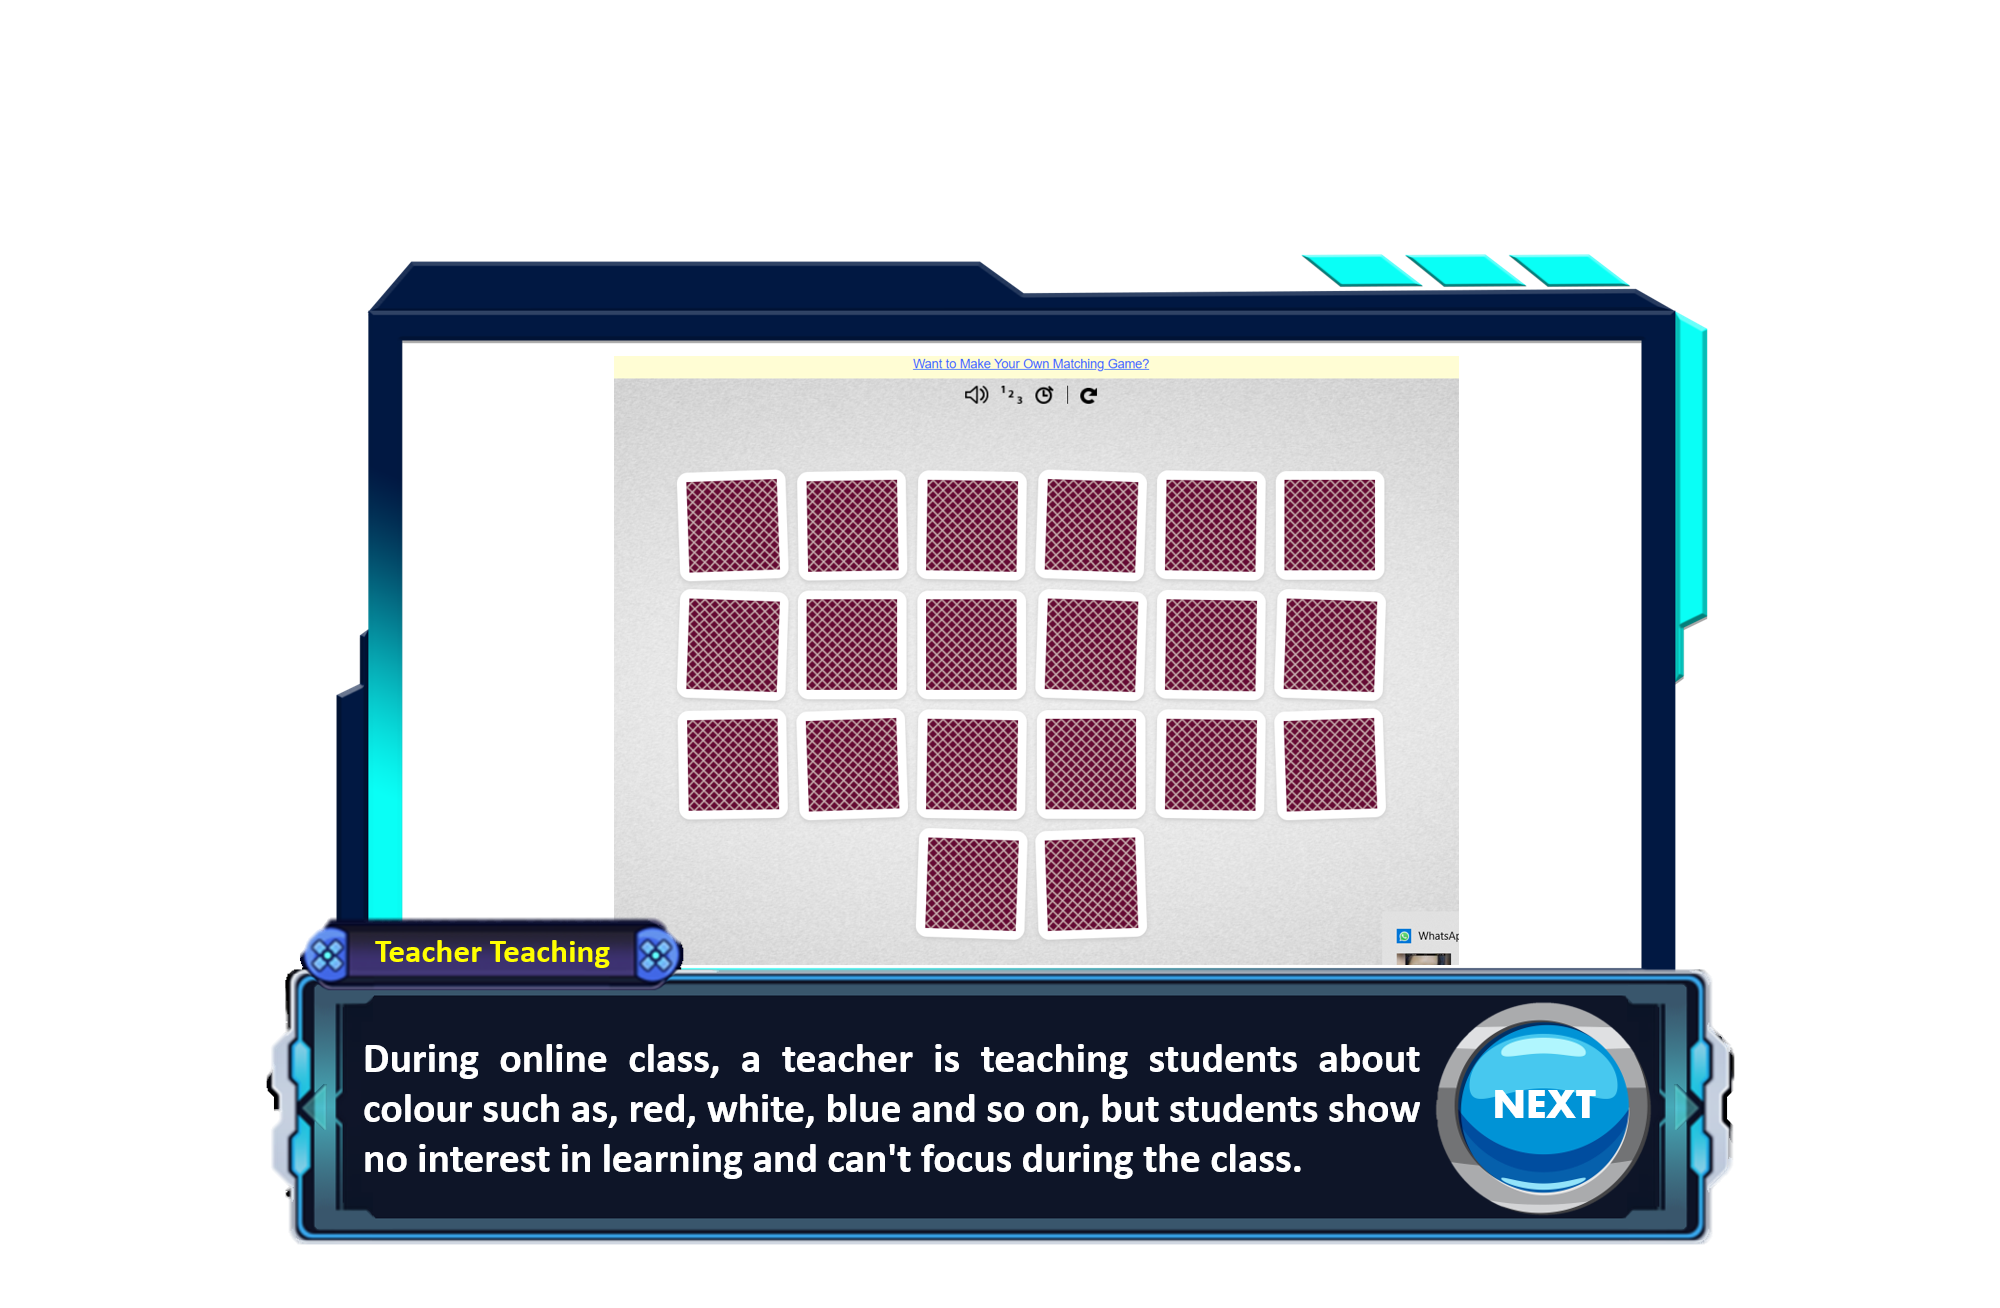 Want to Make Your Own Matching Game?
1 2 3
WhatsAp
Teacher Teaching
During online class, a teacher is teaching students about
colour such as, red, white, blue and so on, but students show
no interest in learning and can't focus during the class.
NEXT